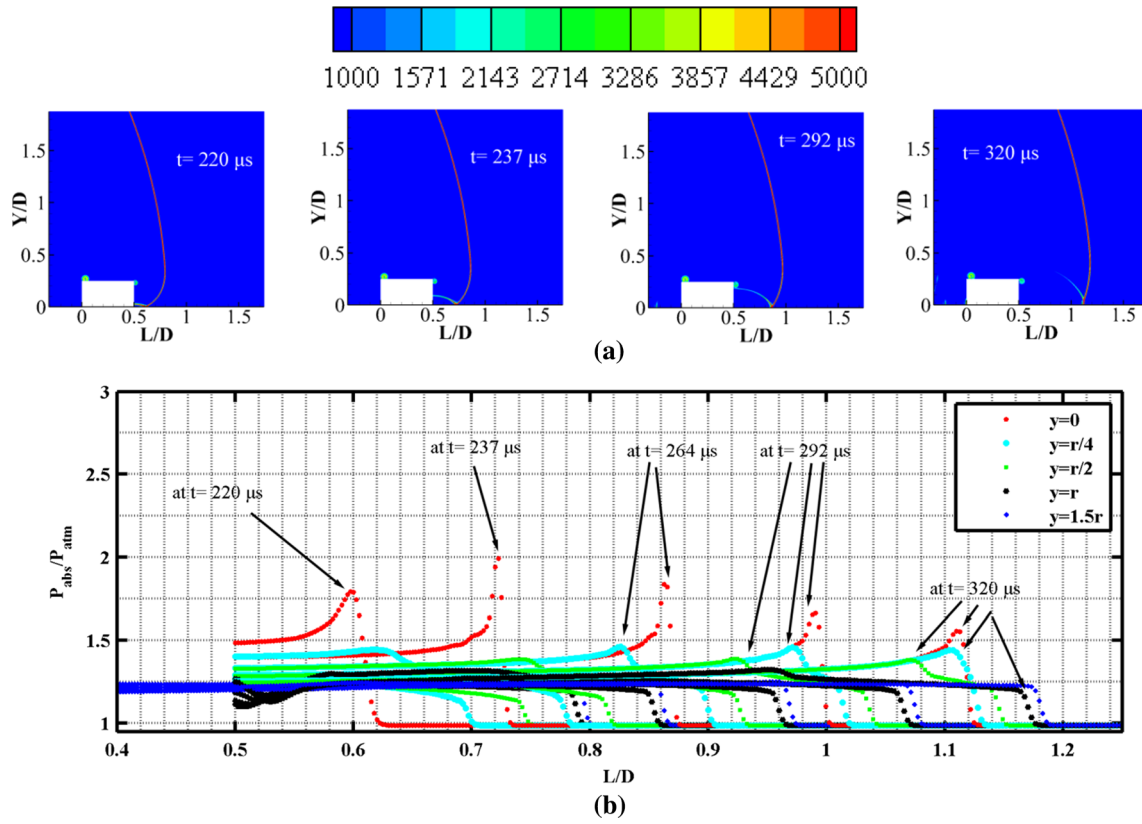 1000 1571 2143 2714 3286 3857 4429 5000
t= 220 μs
Y/D
1.5
1
0.5
0
0 0.5 1 1.5
L/D
t= 237 μs
Y/D
1.5
1
0.5
0
0 0.5 1 1.5
L/D
t= 292 μs
Y/D
1.5
1
0.5
0
0 0.5 1 1.5
L/D
t= 320 μs
Y/D
1.5
1
0.5
0
0 0.5 1 1.5
L/D
(a)
Pabs/Patm
3
2.5
2
1.5
1
at t= 220 μs
at t= 237 μs
at t= 264 μs
at t= 292 μs
at t= 320 μs
y=0
y=r/4
y=r/2
y=r
y=1.5r
0.4 0.5 0.6 0.7 0.8 0.9 1 1.1 1.2
L/D
(b)